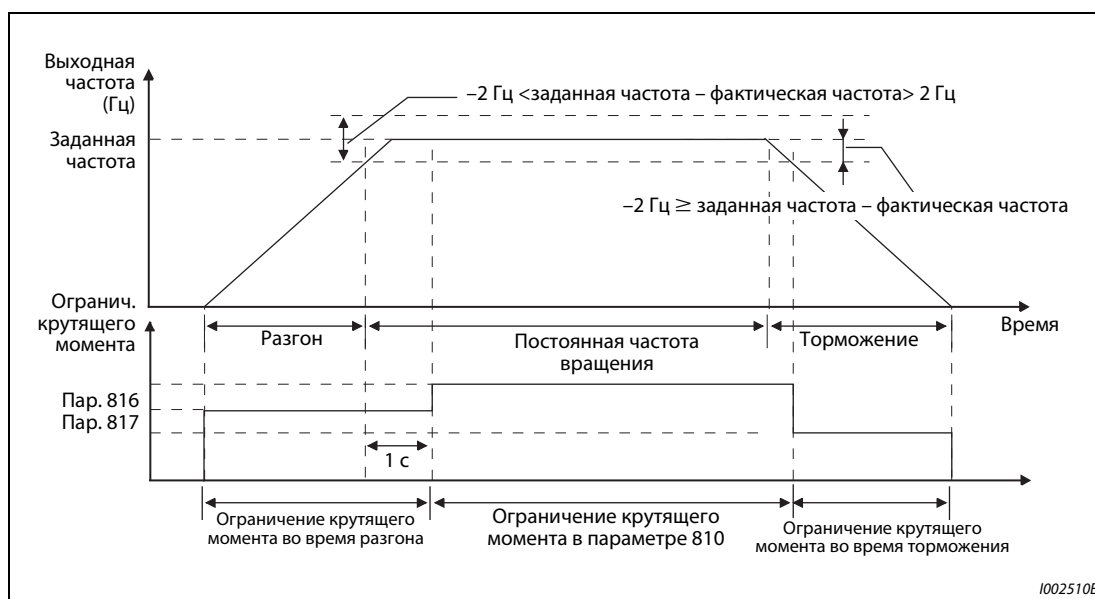 Выходная
частота
(Гц)
–2 Гц <заданная частота – фактическая частота> 2 Гц
Заданная
частота
–2 Гц ≥ заданная частота – фактическая частота
Огранич.
крутящего
момента
Время
Разгон
Постоянная частота
вращения
Торможение
Пар. 816
Пар. 817
1 с
Ограничение крутящего
момента во время разгона
Ограничение крутящего
момента в параметре 810
Ограничение крутящего
момента во время торможения
I002510E